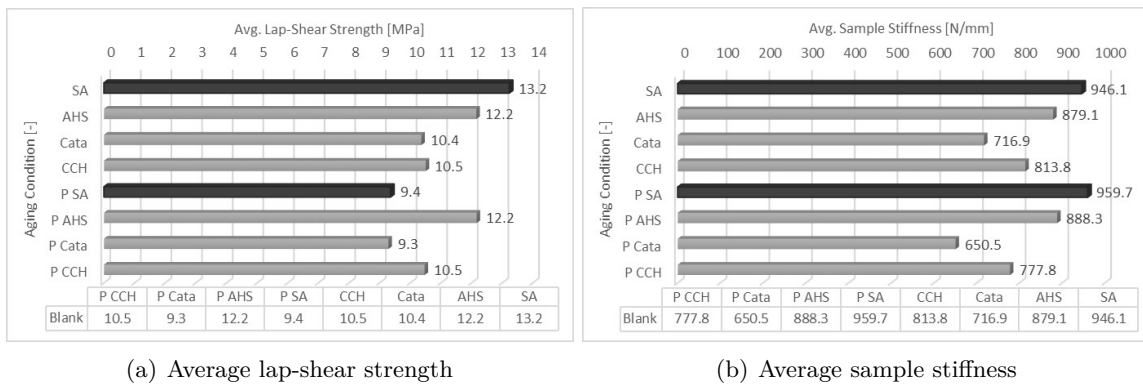 Avg. Lap-Shear Strength [MPa]
0 1 2 3 4 5 6 7 8 9 10 11 12 13 14
Aging Condition [-]
SA 13.2
AHS 12.2
Cata 10.4
CCH 10.5
P SA 9.4
P AHS 12.2
P Cata 9.3
P CCH 10.5
P CCH P Cata P AHS P SA CCH Cata AHS SA
Blank 10.5 9.3 12.2 9.4 10.5 10.4 12.2 13.2
(a) Average lap-shear strength
Avg. Sample Stiffness [N/mm]
0 100 200 300 400 500 600 700 800 900 1000
Aging Condition [-]
SA 946.1
AHS 879.1
Cata 716.9
CCH 813.8
P SA 959.7
P AHS 888.3
P Cata 650.5
P CCH 777.8
P CCH P Cata P AHS P SA CCH Cata AHS SA
Blank 777.8 650.5 888.3 959.7 813.8 716.9 879.1 946.1
(b) Average sample stiffness